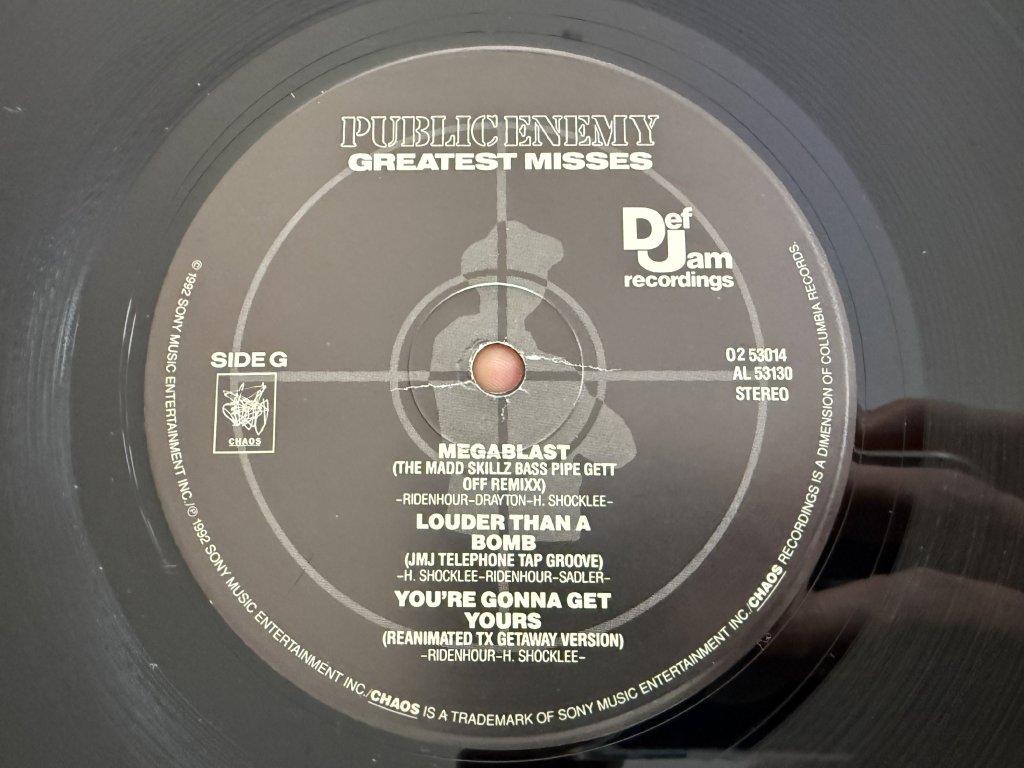 PUBLIC ENEMY
GREATEST MISSES
Def
Jam
recordings
SIDE G
CHAOS
02 53014
AL 53130
STEREO
MEGABLAST
(THE MADD SKILLZ BASS PIPE GETT
OFF REMIXX)
-RIDENHOUR-DRAYTON-H. SHOCKLEE-
LOUDER THAN A
BOMB
(JMJ TELEPHONE TAP GROOVE)
-H. SHOCKLEE-RIDENHOUR-SADLER-
YOU'RE GONNA GET
YOURS
(REANIMATED TX GETAWAY VERSION)
-RIDENHOUR-H. SHOCKLEE-
© 1992 SONY MUSIC ENTERTAINMENT INC./℗ 1992 SONY MUSIC ENTERTAINMENT INC./CHAOS IS A TRADEMARK OF SONY MUSIC ENTERTAINMENT INC./CHAOS RECORDINGS IS A DIMENSION OF COLUMBIA RECORDS.